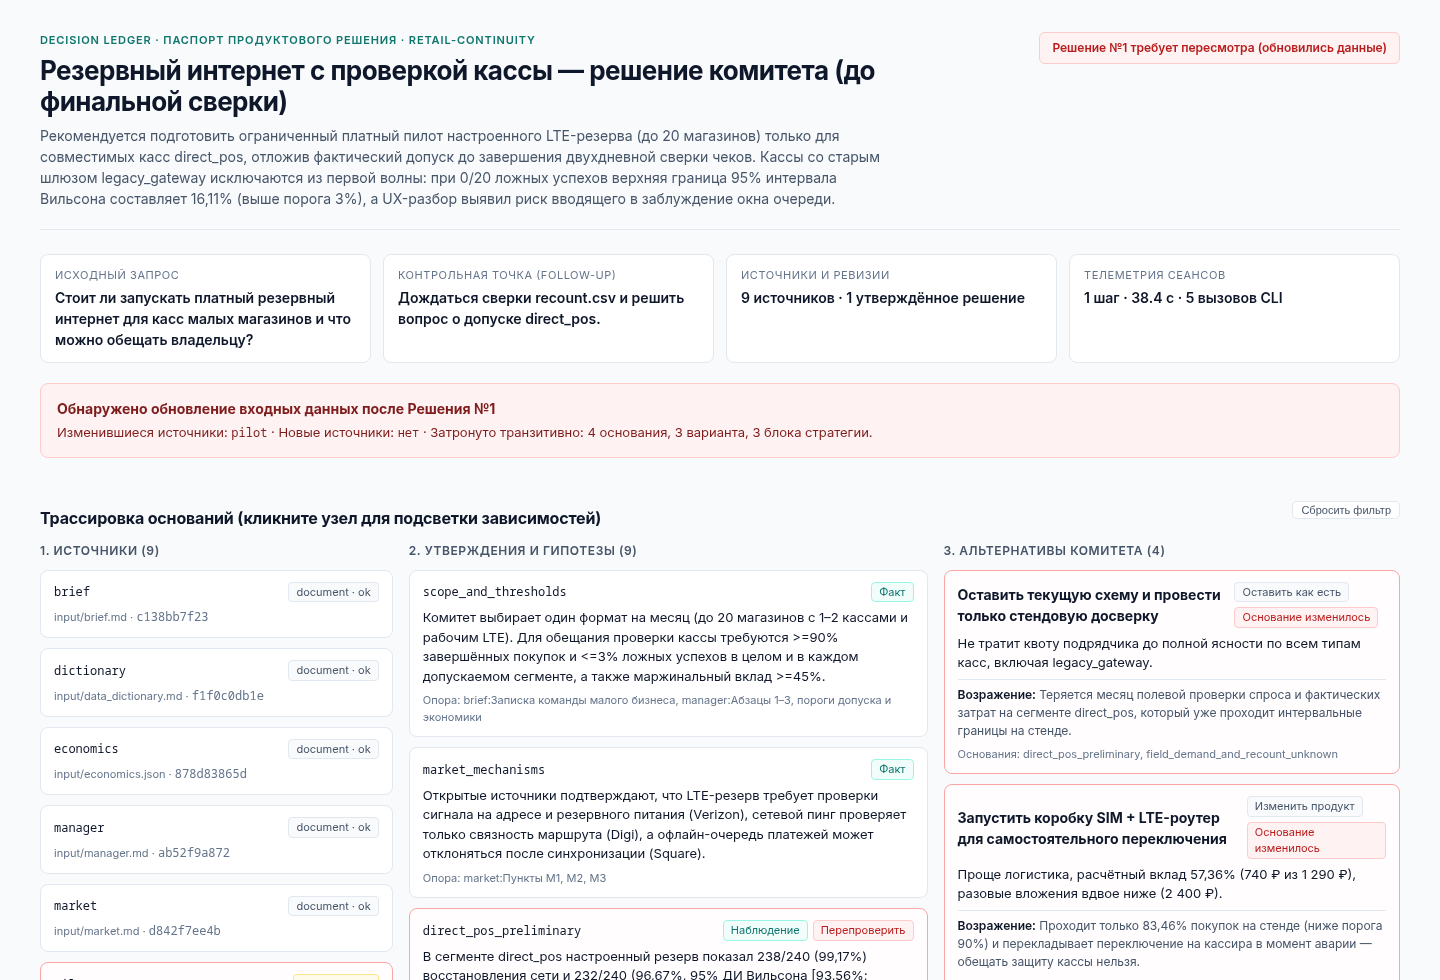 DECISION LEDGER · ПАСПОРТ ПРОДУКТОВОГО РЕШЕНИЯ · RETAIL-CONTINUITY
Решение №1 требует пересмотра (обновились данные)
Резервный интернет с проверкой кассы — решение комитета (до
финальной сверки)
Рекомендуется подготовить ограниченный платный пилот настроенного LTE-резерва (до 20 магазинов) только для
совместимых касс direct_pos, отложив фактический допуск до завершения двухдневной сверки чеков. Кассы со старым
шлюзом legacy_gateway исключаются из первой волны: при 0/20 ложных успехов верхняя граница 95% интервала
Вильсона составляет 16,11% (выше порога 3%), а UX-разбор выявил риск вводящего в заблуждение окна очереди.
ИСХОДНЫЙ ЗАПРОС
Стоит ли запускать платный резервный
интернет для касс малых магазинов и что
можно обещать владельцу?
КОНТРОЛЬНАЯ ТОЧКА (FOLLOW-UP)
Дождаться сверки recount.csv и решить
вопрос о допуске direct_pos.
ИСТОЧНИКИ И РЕВИЗИИ
9 источников · 1 утверждённое решение
ТЕЛЕМЕТРИЯ СЕАНСОВ
1 шаг · 38.4 с · 5 вызовов CLI
Обнаружено обновление входных данных после Решения №1
Изменившиеся источники: pilot · Новые источники: нет · Затронуто транзитивно: 4 основания, 3 варианта, 3 блока стратегии.
Трассировка оснований (кликните узел для подсветки зависимостей)
Сбросить фильтр
1. ИСТОЧНИКИ (9)
brief
document · ok
input/brief.md · c138bb7f23
dictionary
document · ok
input/data_dictionary.md · f1f0c0db1e
economics
document · ok
input/economics.json · 878d83865d
manager
document · ok
input/manager.md · ab52f9a872
market
document · ok
input/market.md · d842f7ee4b
2. УТВЕРЖДЕНИЯ И ГИПОТЕЗЫ (9)
scope_and_thresholds
Факт
Комитет выбирает один формат на месяц (до 20 магазинов с 1–2 кассами и
рабочим LTE). Для обещания проверки кассы требуются >=90%
завершённых покупок и <=3% ложных успехов в целом и в каждом
допускаемом сегменте, а также маржинальный вклад >=45%.
Опора: brief:Записка команды малого бизнеса, manager:Абзацы 1–3, пороги допуска и
экономики
market_mechanisms
Факт
Открытые источники подтверждают, что LTE-резерв требует проверки
сигнала на адресе и резервного питания (Verizon), сетевой пинг проверяет
только связность маршрута (Digi), а офлайн-очередь платежей может
отклоняться после синхронизации (Square).
Опора: market:Пункты М1, М2, М3
direct_pos_preliminary
Наблюдение
Перепроверить
В сегменте direct_pos настроенный резерв показал 238/240 (99,17%)
восстановления сети и 232/240 (96,67%, 95% ДИ Вильсона [93,56%;
3. АЛЬТЕРНАТИВЫ КОМИТЕТА (4)
Оставить текущую схему и провести
только стендовую досверку
Оставить как есть
Основание изменилось
Не тратит квоту подрядчика до полной ясности по всем типам
касс, включая legacy_gateway.
Возражение: Теряется месяц полевой проверки спроса и фактических
затрат на сегменте direct_pos, который уже проходит интервальные
границы на стенде.
Основания: direct_pos_preliminary, field_demand_and_recount_unknown
Запустить коробку SIM + LTE-роутер
для самостоятельного переключения
Изменить продукт
Основание
изменилось
Проще логистика, расчётный вклад 57,36% (740 ₽ из 1 290 ₽),
разовые вложения вдвое ниже (2 400 ₽).
Возражение: Проходит только 83,46% покупок на стенде (ниже порога
90%) и перекладывает переключение на кассира в момент аварии —
обещать защиту кассы нельзя.